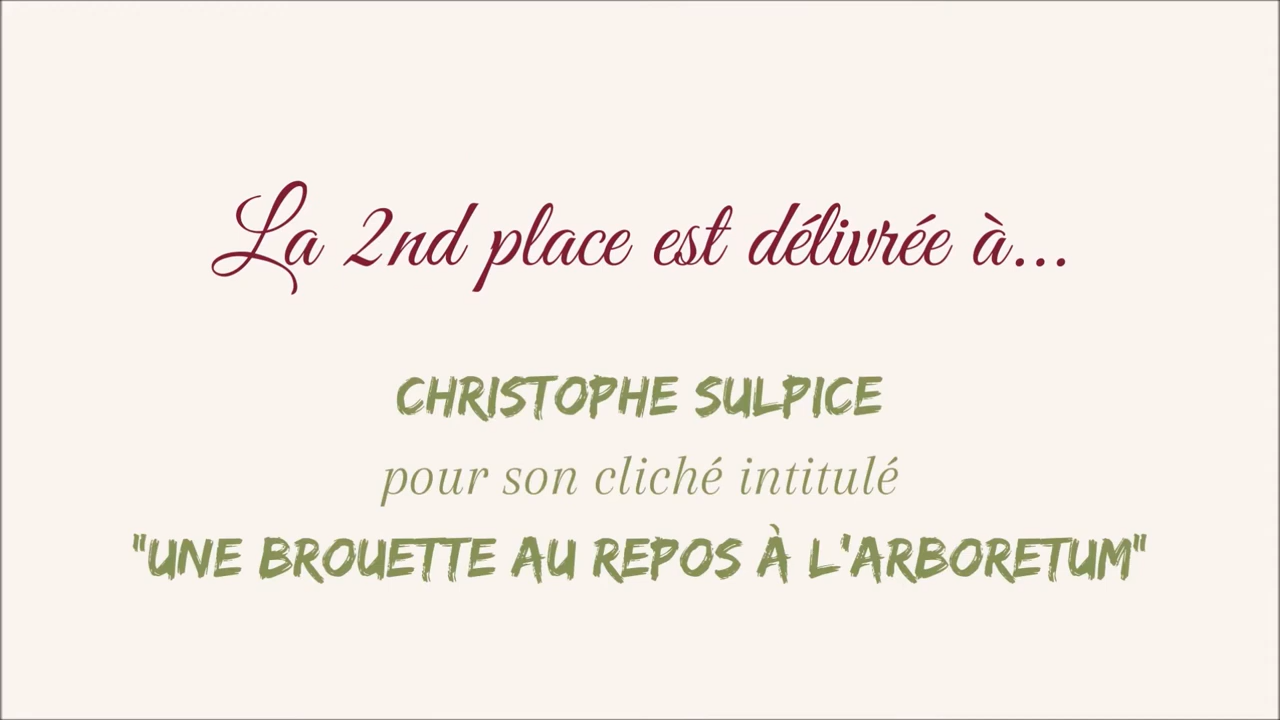 La 2nd place est délivrée à...
CHRISTOPHE SULPICE
pour son cliché intitulé
"UNE BROUETTE AU REPOS À L'ARBORETUM"